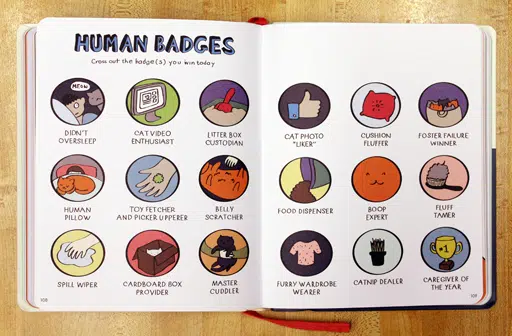 HUMAN BADGES
Cross out the badge(s) you win today
MEOW
DIDN'T
OVERSLEEP
CAT VIDEO
ENTHUSIAST
LITTER BOX
CUSTODIAN
CAT PHOTO
"LIKER"
CUSHION
FLUFFER
FOSTER FAILURE
WINNER
HUMAN
PILLOW
TOY FETCHER
AND PICKER UPPERER
BELLY
SCRATCHER
FOOD DISPENSER
BOOP
EXPERT
FLUFF
TAMER
SPILL WIPER
CARDBOARD BOX
PROVIDER
MASTER
CUDDLER
FURRY WARDROBE
WEARER
CATNIP DEALER
#1
CAREGIVER OF
THE YEAR
108
109